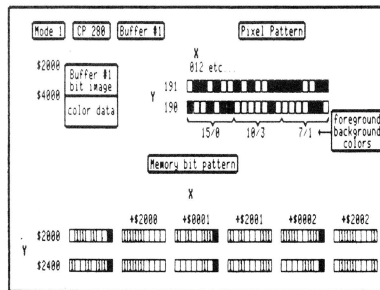 Mode 1 CP 280 Buffer #1 Pixel Pattern
X
012 etc...
$2000 Buffer #1
bit image
$4000
color data
191
Y
190
15/0 10/3 7/1
foreground
background
colors
Memory bit pattern
X
+$2000 +$0001 +$2001 +$0002 +$2002
$2000
Y
$2400